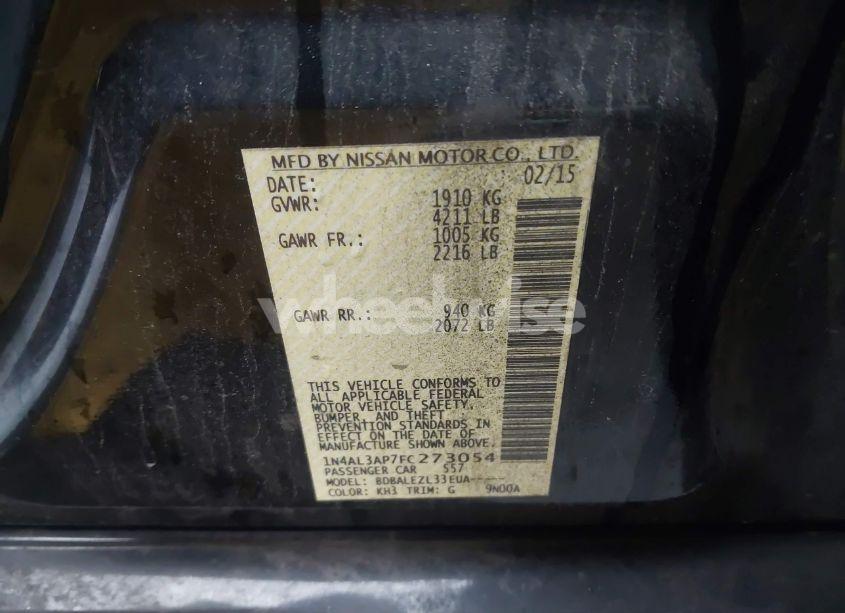 MFD BY NISSAN MOTOR CO., LTD.
DATE: 02/15
GVWR: 1910 KG
4211 LB
GAWR FR.: 1005 KG
2216 LB
GAWR RR.: 940 KG
2072 LB
wheelwise
THIS VEHICLE CONFORMS TO
ALL APPLICABLE FEDERAL
MOTOR VEHICLE SAFETY,
BUMPER, AND THEFT
PREVENTION STANDARDS IN
EFFECT ON THE DATE OF
MANUFACTURE SHOWN ABOVE.
1N4AL3AP7FC273054
PASSENGER CAR S57
MODEL: BDBALEZL33EUA-----
COLOR: KH3 TRIM: G 9N00A